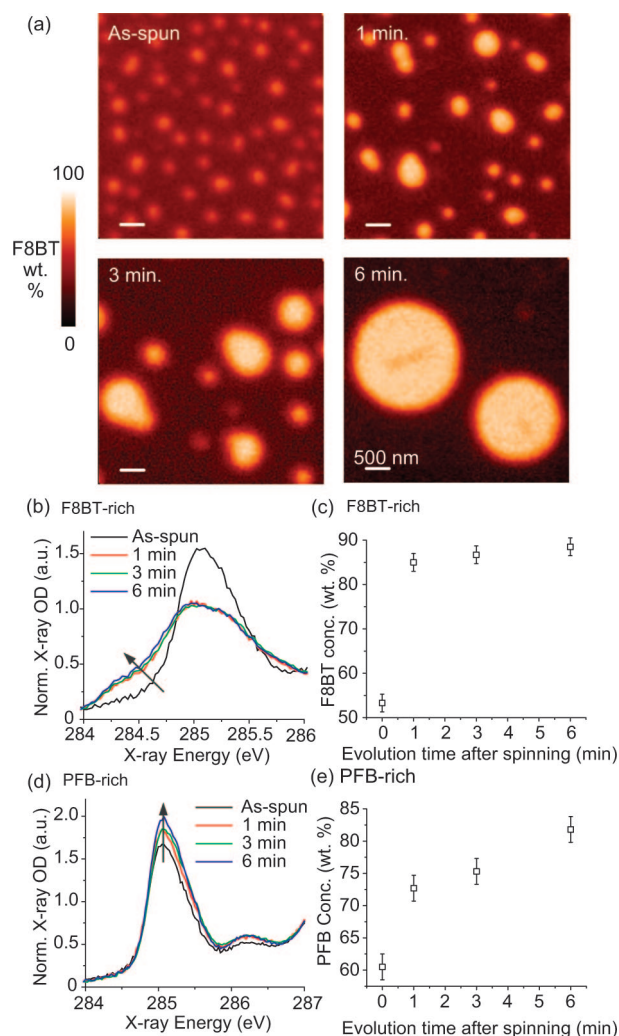 (a)
As-spun
1 min.
100
F8BT
wt.
%
0
3 min.
6 min.
500 nm
(b) F8BT-rich
Norm. X-ray OD (a.u.)
1.5
1.0
0.5
0
As-spun
1 min
3 min
6 min
284 284.5 285 285.5 286
X-ray Energy (eV)
(c) F8BT-rich
F8BT conc. (wt. %)
90
85
80
75
70
65
60
55
50
0 1 2 3 4 5 6
Evolution time after spinning (min)
(d) PFB-rich
Norm. X-ray OD (a.u.)
2.0
1.5
1.0
0.5
0
As-spun
1 min
3 min
6 min
284 285 286 287
X-ray Energy (eV)
(e) PFB-rich
PFB Conc. (wt. %)
85
80
75
70
65
60
0 1 2 3 4 5 6
Evolution time after spinning (min)